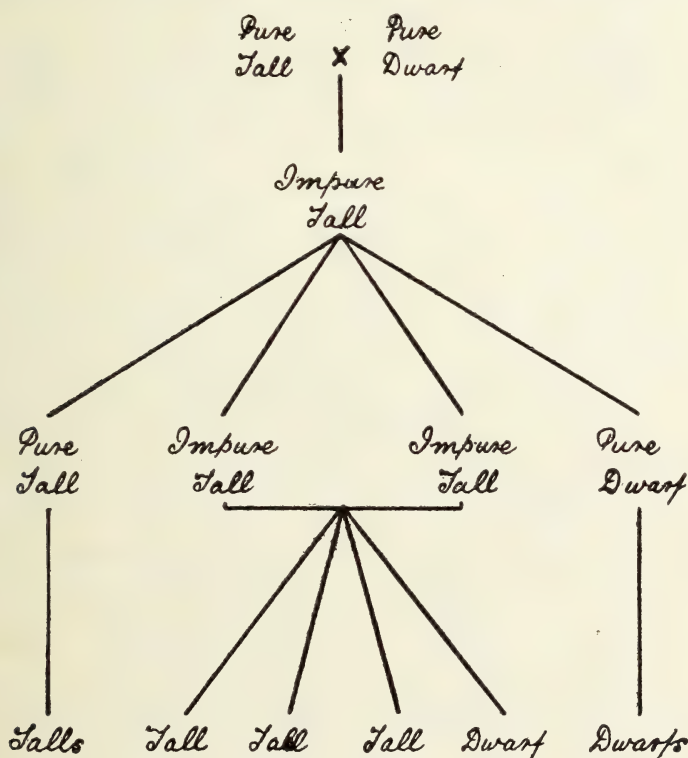 Pure Pure
Tall × Dwarf
Impure
Tall
Pure Impure Impure Pure
Tall Tall Tall Dwarf
Talls Tall Tall Tall Dwarf Dwarfs